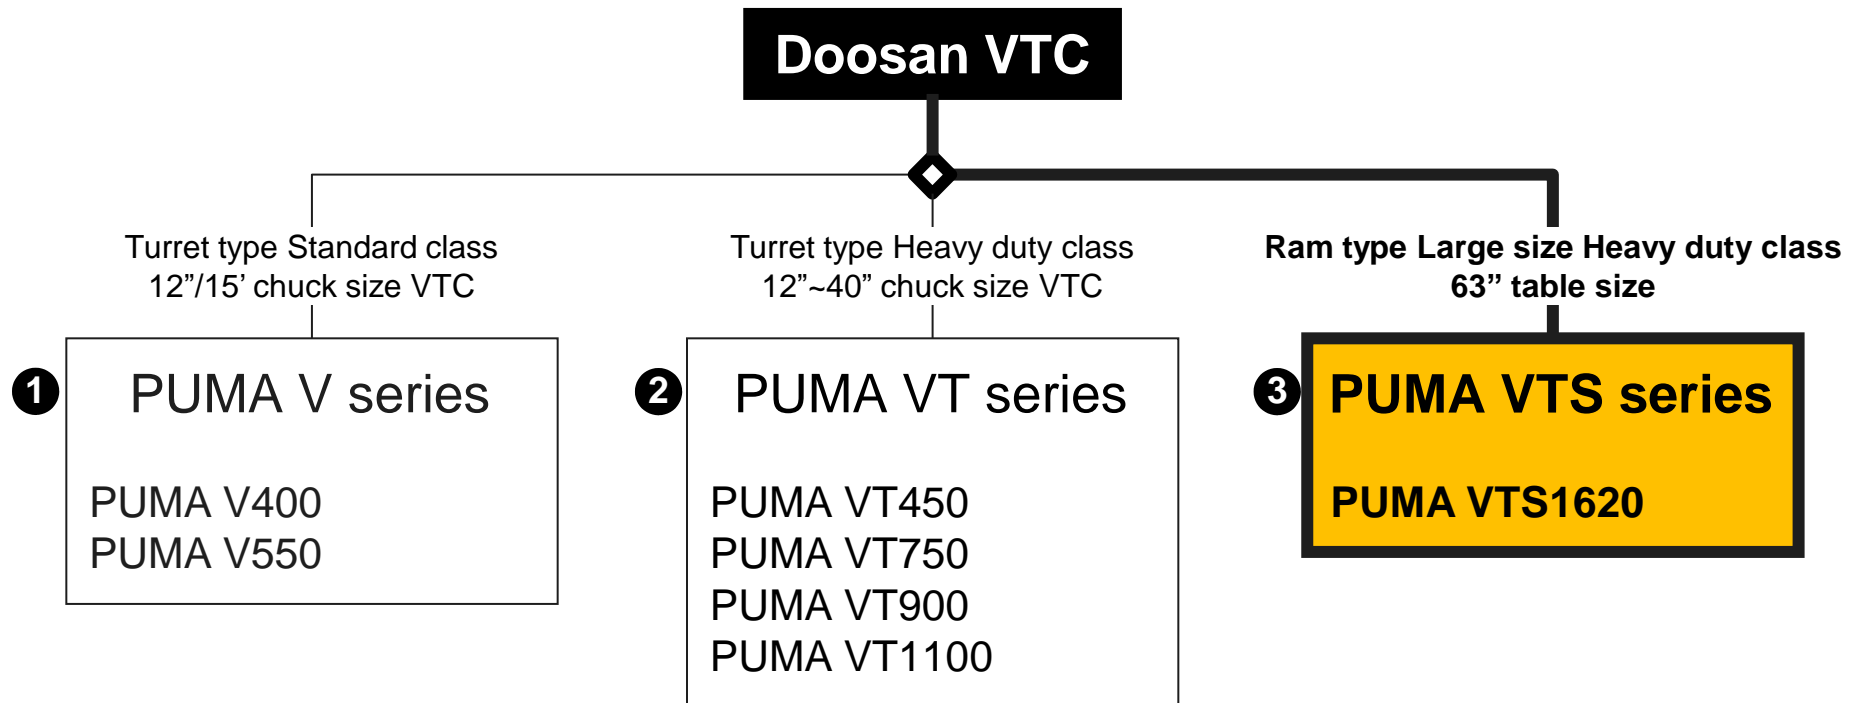 Doosan VTC
Turret type Standard class
12”/15’ chuck size VTC
1
PUMA V series
PUMA V400
PUMA V550
Turret type Heavy duty class
12”~40” chuck size VTC
2
PUMA VT series
PUMA VT450
PUMA VT750
PUMA VT900
PUMA VT1100
Ram type Large size Heavy duty class
63” table size
3
PUMA VTS series
PUMA VTS1620